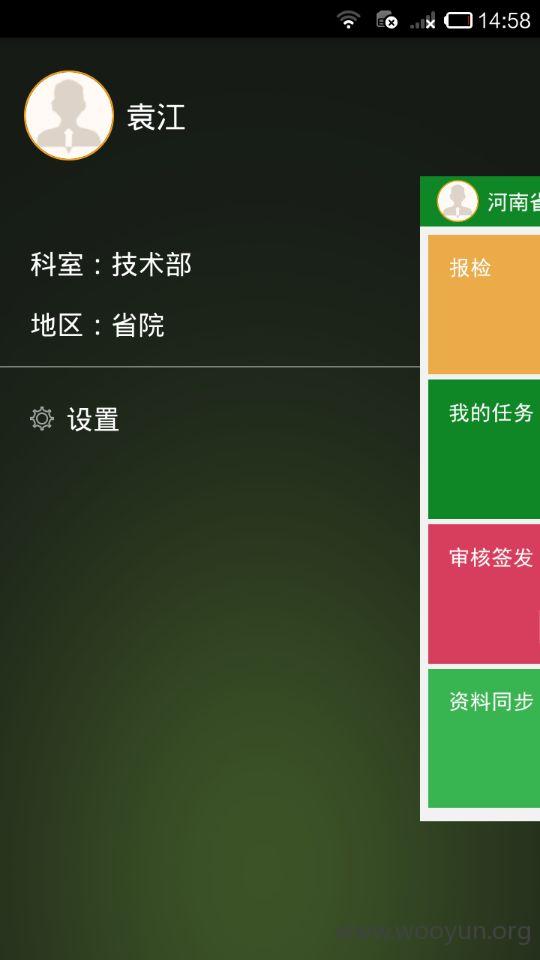 14:58
袁江
河南省
科室：技术部
地区：省院
设置
报检
我的任务
审核签发
资料同步
www.wooyun.org